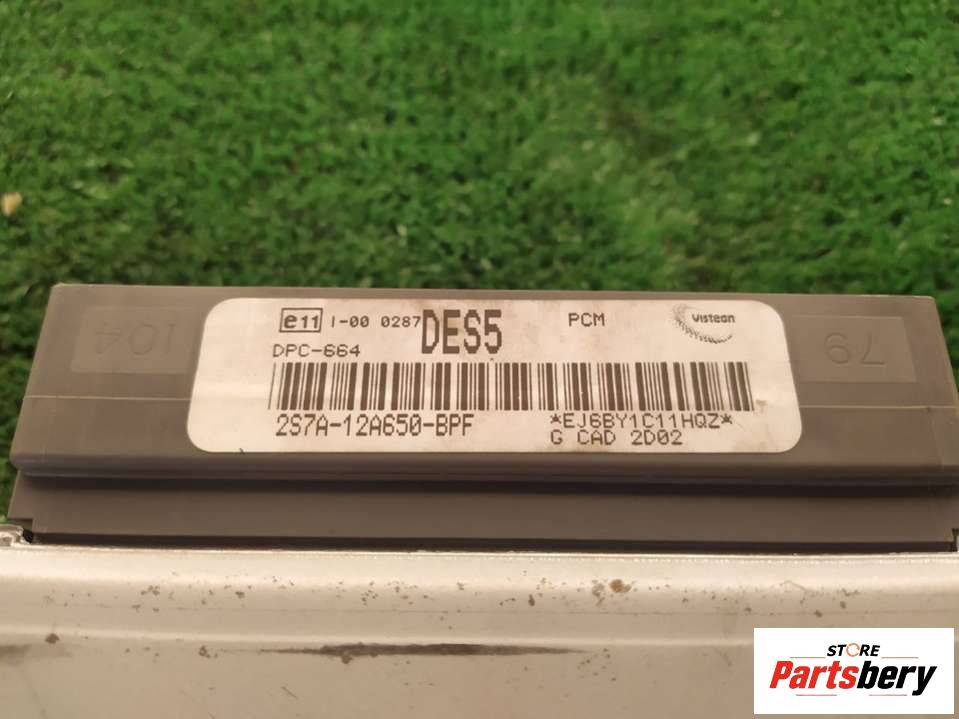 e11 I-00 0287 DES5 PCM Visteon
DPC-664
2S7A-12A650-BPF *EJ6BY1C11HQZ*
G CAD 2D02
104
79
STORE
Partsbery